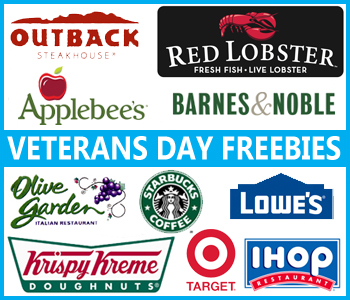 OUTBACK
STEAKHOUSE®
RED LOBSTER®
FRESH FISH • LIVE LOBSTER
Applebee's
BARNES&NOBLE
VETERANS DAY FREEBIES
Olive Garden
ITALIAN RESTAURANT
STARBUCKS COFFEE
LOWE'S®
Krispy Kreme®
DOUGHNUTS®
TARGET
IHOP
RESTAURANT